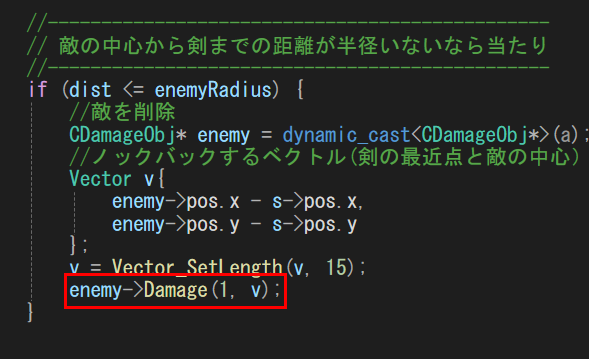 //-----------------------------------------------
// 敵の中心から剣までの距離が半径いないなら当たり
//-----------------------------------------------
if (dist <= enemyRadius) {
//敵を削除
CDamageObj* enemy = dynamic_cast<CDamageObj*>(a);
//ノックバックするベクトル(剣の最近点と敵の中心)
Vector v{
enemy->pos.x - s->pos.x,
enemy->pos.y - s->pos.y
};
v = Vector_SetLength(v, 15);
enemy->Damage(1, v);
}